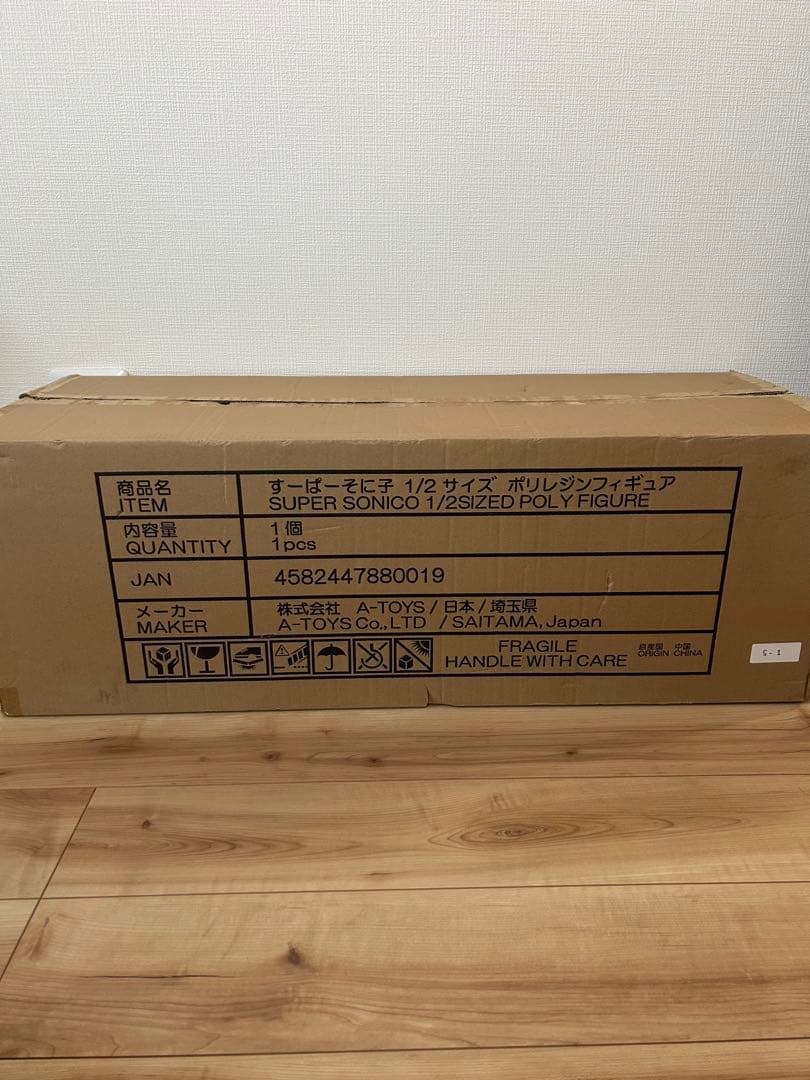 商品名
ITEM
すーぱーそに子 1/2 サイズ ポリレジンフィギュア
SUPER SONICO 1/2SIZED POLY FIGURE
内容量
QUANTITY
1個
1pcs
JAN
4582447880019
メーカー
MAKER
株式会社 A-TOYS / 日本 / 埼玉県
A-TOYS Co., LTD / SAITAMA, Japan
FRAGILE
HANDLE WITH CARE
原産国 中国
ORIGIN CHINA
S-1